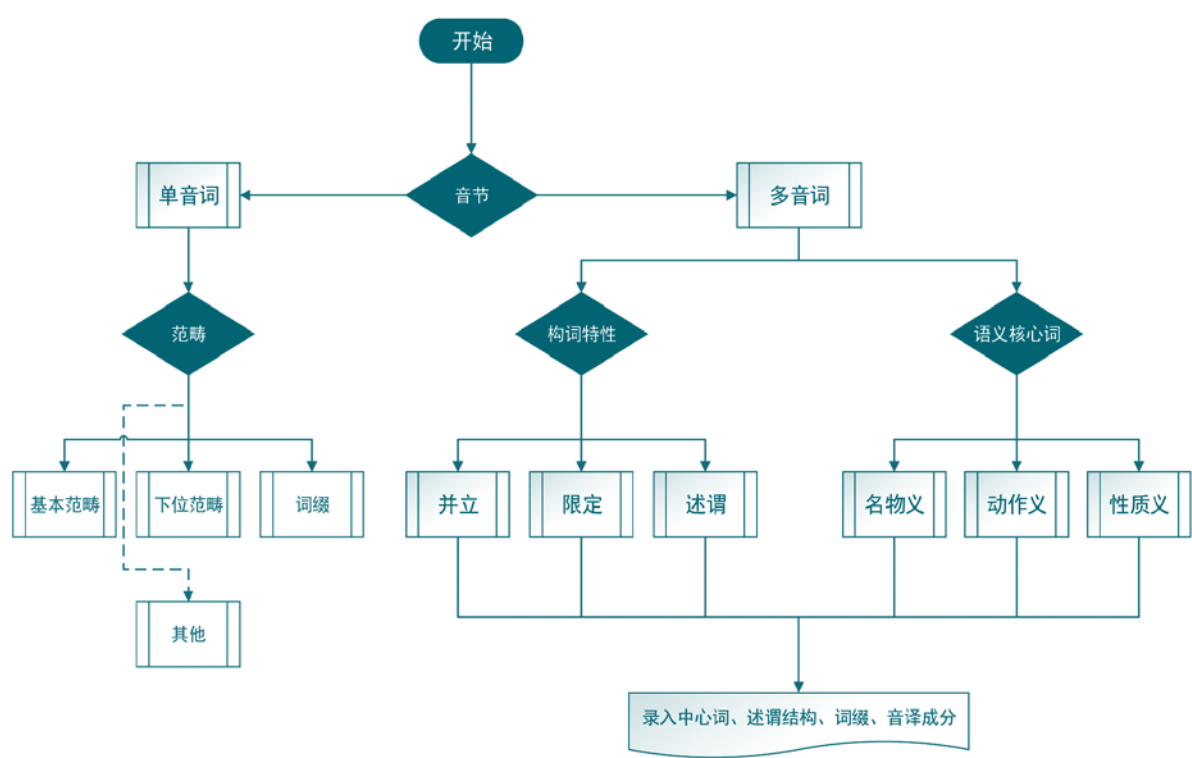 开始
音节
单音词
多音词
范畴
构词特性
语义核心词
基本范畴
下位范畴
词缀
并立
限定
述谓
名物义
动作义
性质义
其他
录入中心词、述谓结构、词缀、音译成分